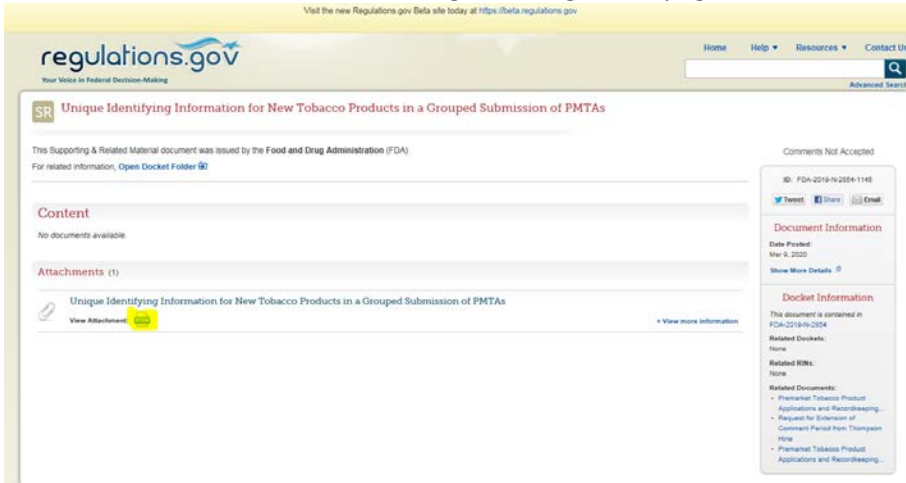 Visit the new Regulations.gov Beta site today at https://beta.regulations.gov
regulations.gov
Your Voice in Federal Decision-Making
Home Help Resources Contact Us
Advanced Search
SR Unique Identifying Information for New Tobacco Products in a Grouped Submission of PMTAs
This Supporting & Related Material document was issued by the Food and Drug Administration (FDA)
For related information, Open Docket Folder
Content
No documents available.
Attachments (1)
Unique Identifying Information for New Tobacco Products in a Grouped Submission of PMTAs
View Attachment:
+ View more information
Comments Not Accepted
ID: FDA-2019-N-2854-1146
Tweet Share Email
Document Information
Date Posted:
Mar 9, 2020
Show More Details
Docket Information
This document is contained in
FDA-2019-N-2854
Related Dockets:
None
Related RINs:
None
Related Documents:
• Premarket Tobacco Product
Applications and Recordkeeping...
• Request for Extension of
Comment Period from Thompson
Hine
• Premarket Tobacco Product
Applications and Recordkeeping...